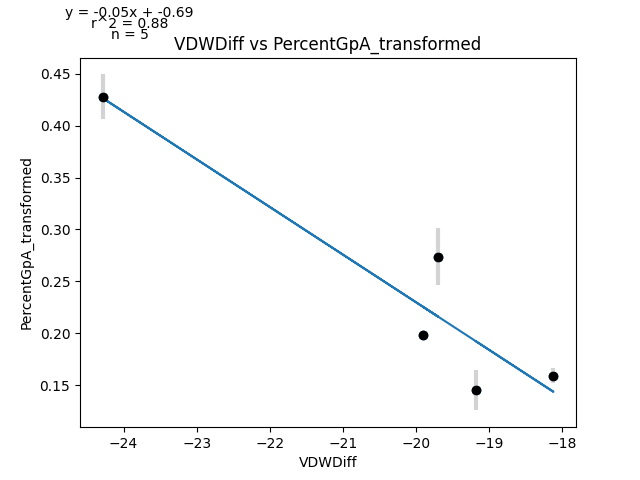 y = -0.05x + -0.69
r^2 = 0.88
n = 5
VDWDiff vs PercentGpA_transformed
0.45
0.40
0.35
0.30
0.25
0.20
0.15
PercentGpA_transformed
−24 −23 −22 −21 −20 −19 −18
VDWDiff